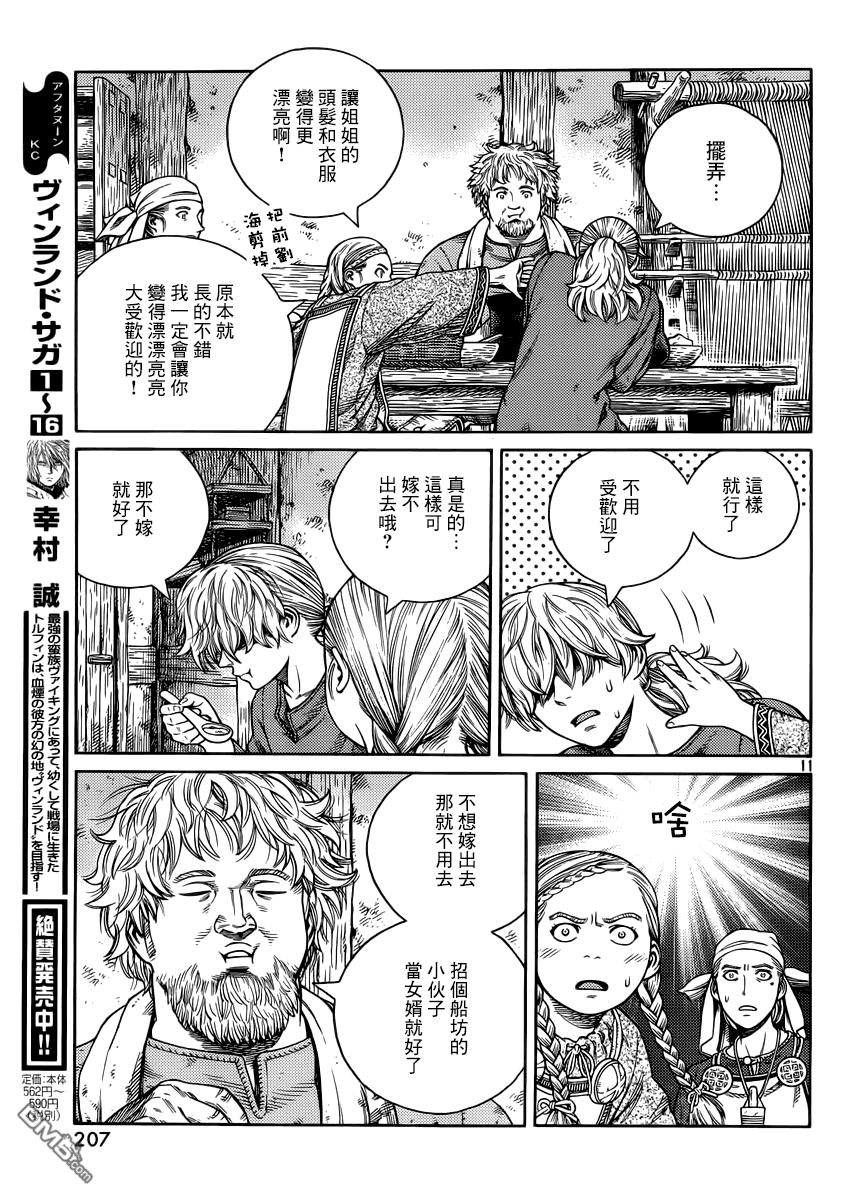 擺弄…
讓姐姐的
頭髮和衣服
變得更
漂亮啊！
把前劉
海剪掉
原本就
長的不錯
我一定會讓你
變得漂漂亮亮
大受歡迎的！
這樣
就行了
不用
受歡迎了
真是的…
這樣可
嫁不
出去哦？
那不嫁
就好了
11
啥
不想嫁出去
那就不用去
招個船坊的
小伙子
當女婿就好了
アフタヌーン
KC
ヴィンランド・サガ1～16
幸村 誠
最強の蛮族ヴァイキングにあって、幼くして戦場に生きた
トルフィンは、血煙の彼方の幻の地“ヴィンランド”を目指す！
絶賛発売中!!
定価：本体
562円～
590円
（税別）
207